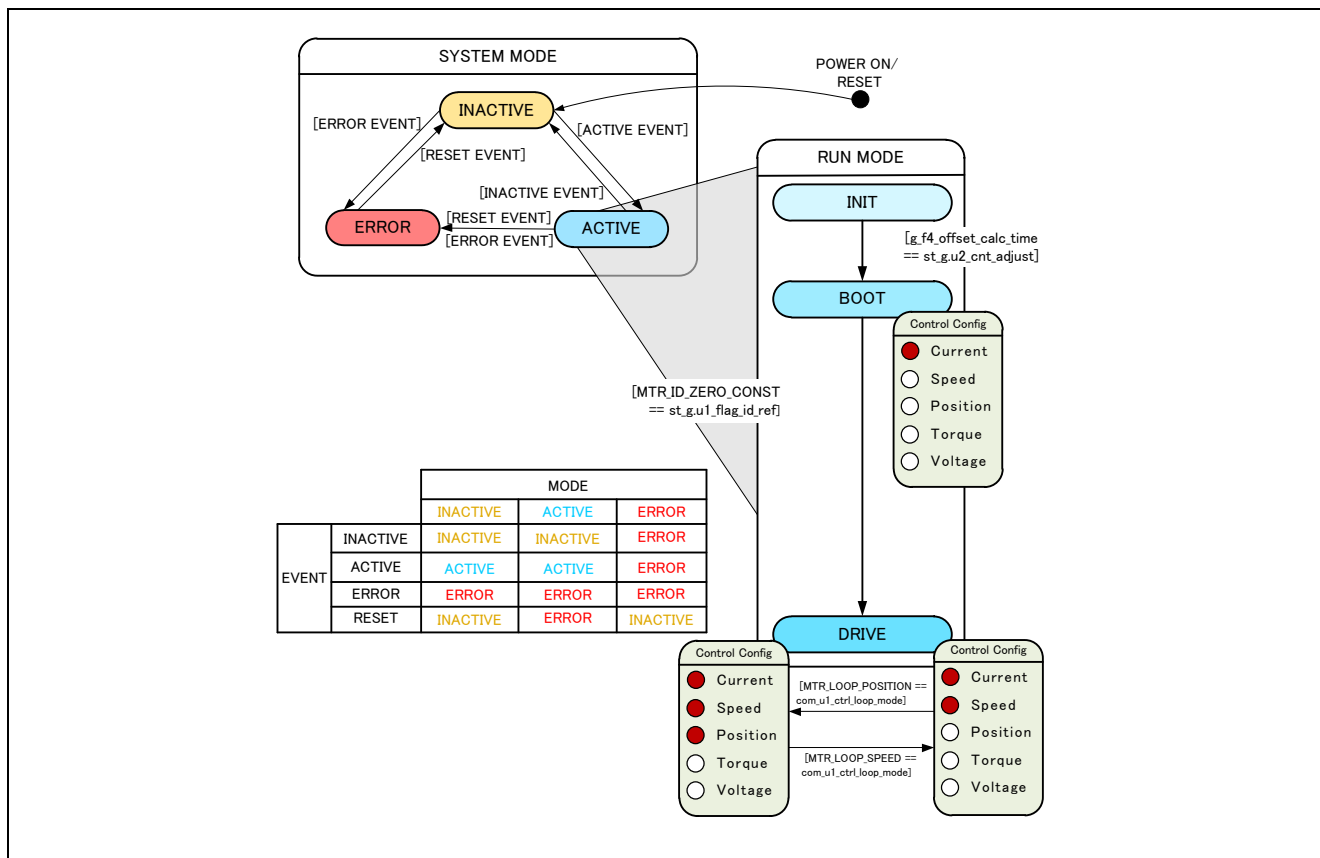 SYSTEM MODE
POWER ON/
RESET
INACTIVE
[ERROR EVENT]
[ACTIVE EVENT]
[RESET EVENT]
[INACTIVE EVENT]
[RESET EVENT]
[ERROR EVENT]
ERROR
ACTIVE
RUN MODE
INIT
[g_f4_offset_calc_time
== st_g.u2_cnt_adjust]
BOOT
Control Config
Current
Speed
Position
Torque
Voltage
[MTR_ID_ZERO_CONST
== st_g.u1_flag_id_ref]
MODE
INACTIVE ACTIVE ERROR
EVENT
INACTIVE INACTIVE INACTIVE ERROR
ACTIVE ACTIVE ACTIVE ERROR
ERROR ERROR ERROR ERROR
RESET INACTIVE ERROR INACTIVE
DRIVE
Control Config
Current
Speed
Position
Torque
Voltage
[MTR_LOOP_POSITION ==
com_u1_ctrl_loop_mode]
[MTR_LOOP_SPEED ==
com_u1_ctrl_loop_mode]
Control Config
Current
Speed
Position
Torque
Voltage